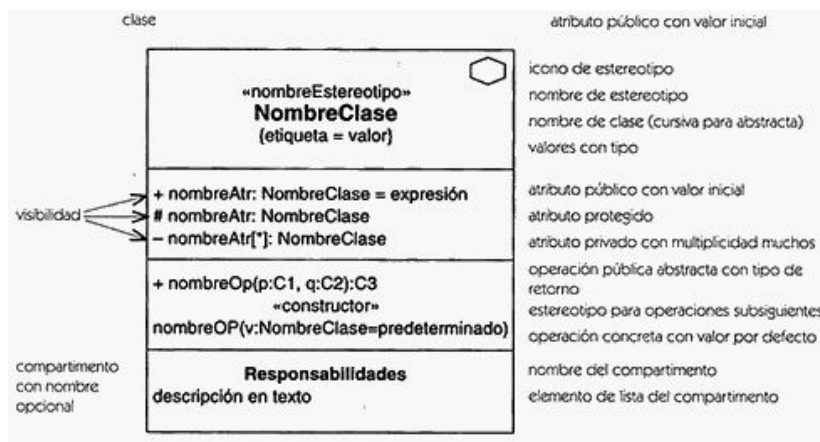 clase
atributo público con valor inicial
icono de estereotipo
«nombreEstereotipo»
nombre de estereotipo
NombreClase
nombre de clase (cursiva para abstracta)
{etiqueta = valor}
valores con tipo
visibilidad
+ nombreAtr: NombreClase = expresión
atributo público con valor inicial
# nombreAtr: NombreClase
atributo protegido
– nombreAtr[*]: NombreClase
atributo privado con multiplicidad muchos
+ nombreOp(p:C1, q:C2):C3
operación pública abstracta con tipo de
retorno
«constructor»
estereotipo para operaciones subsiguientes
nombreOP(v:NombreClase=predeterminado)
operación concreta con valor por defecto
compartimento
con nombre
opcional
Responsabilidades
nombre del compartimento
descripción en texto
elemento de lista del compartimento